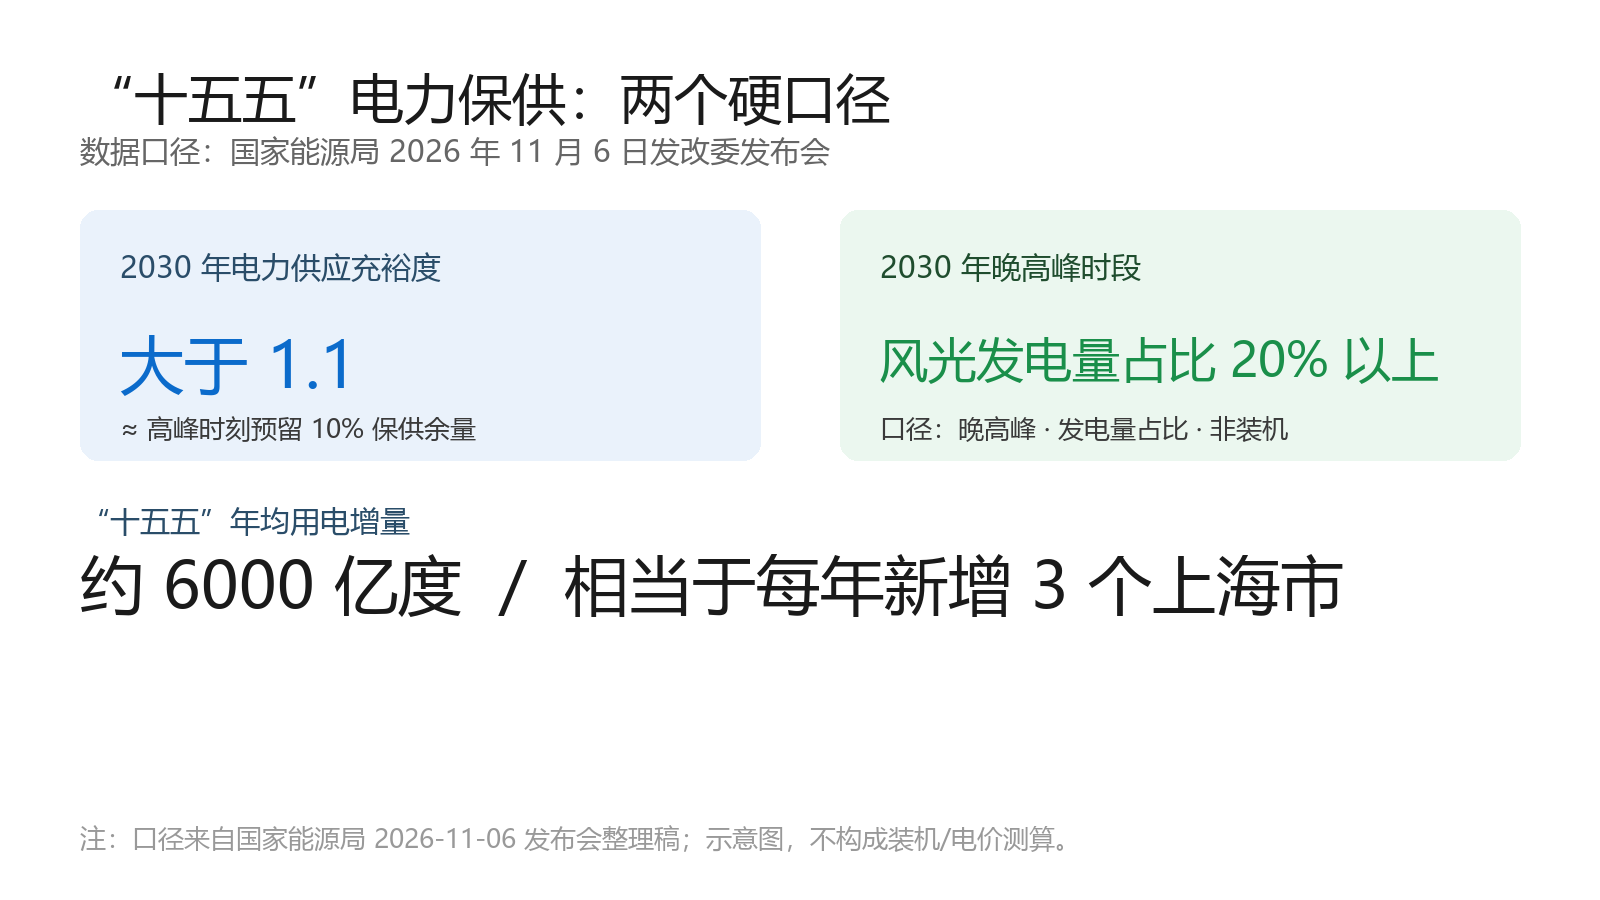 “十五五”电力保供：两个硬口径
数据口径：国家能源局 2026 年 11 月 6 日发改委发布会
2030 年电力供应充裕度
大于 1.1
≈ 高峰时刻预留 10% 保供余量
2030 年晚高峰时段
风光发电量占比 20% 以上
口径：晚高峰 · 发电量占比 · 非装机
“十五五”年均用电增量
约 6000 亿度 / 相当于每年新增 3 个上海市
注：口径来自国家能源局 2026-11-06 发布会整理稿；示意图，不构成装机/电价测算。